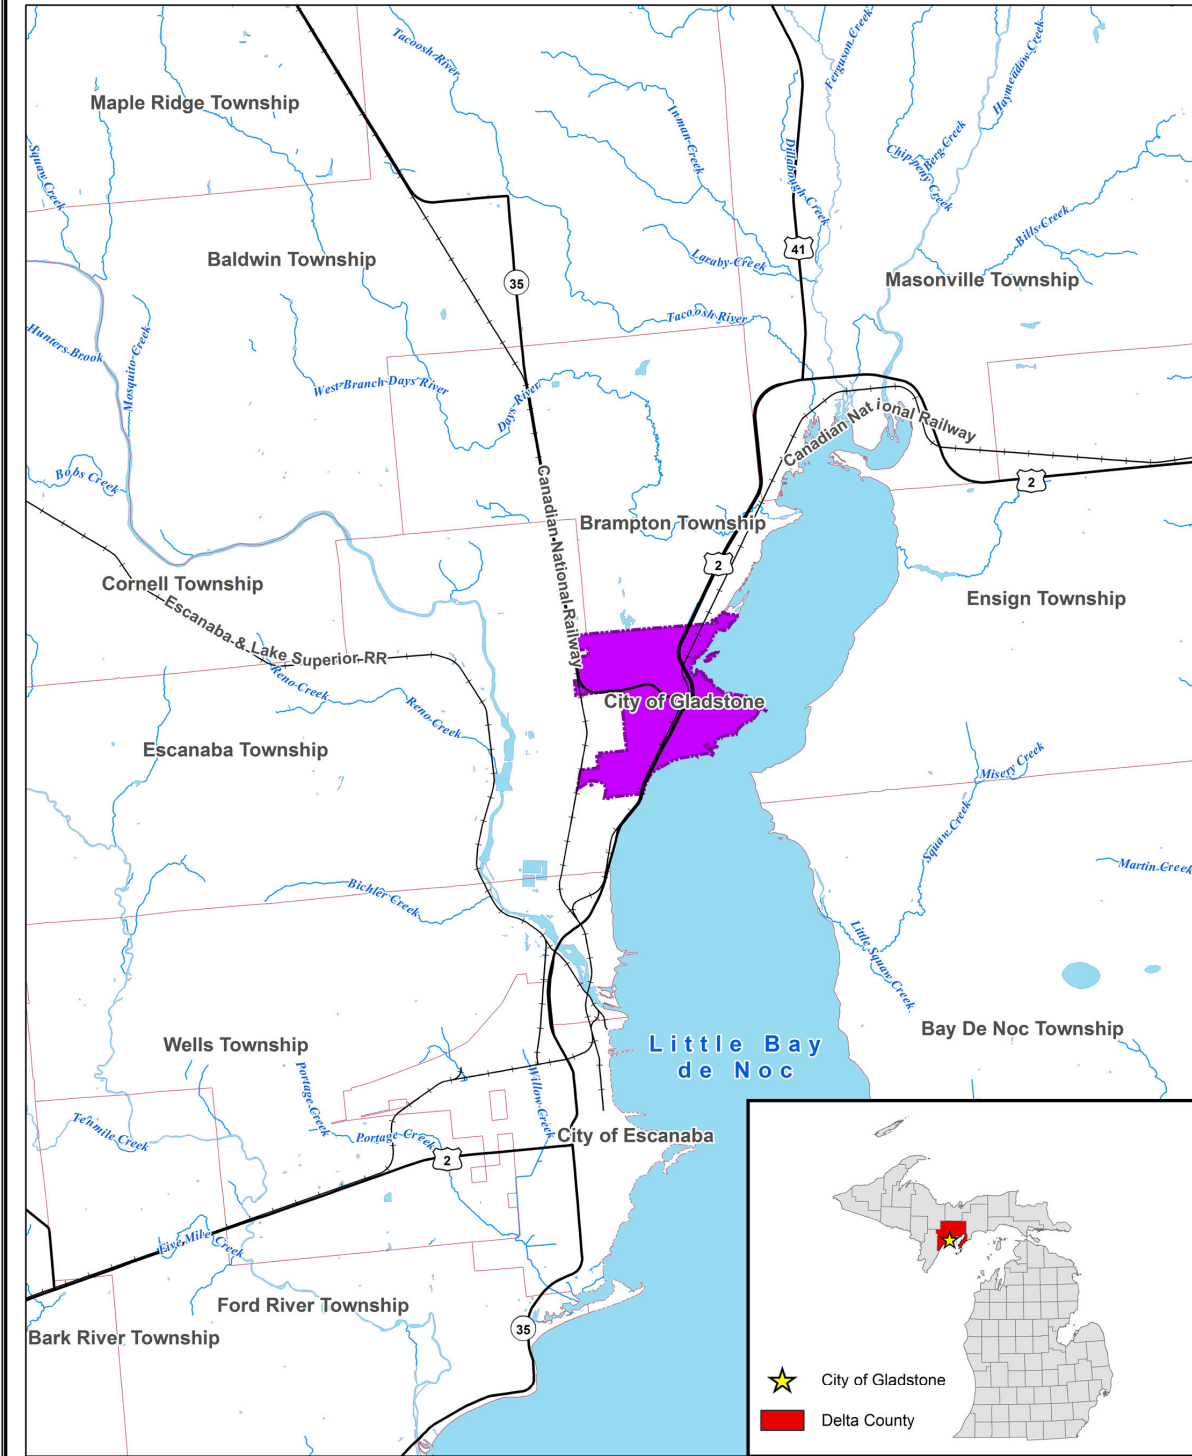 Tacoosh River
Ferguson Creek
Haymeadow Creek
Maple Ridge Township
Inman Creek
Squaw Creek
Dillabough Creek
Berg Creek
Chippeny Creek
Bills Creek
41
Laraby Creek
Baldwin Township
35
Masonville Township
Tacoosh River
Hunters Brook
Mosquito Creek
West Branch Days River
Days River
Canadian National Railway
Bobs Creek
2
Canadian National Railway
Brampton Township
2
Cornell Township
Ensign Township
Escanaba & Lake Superior RR
Reno Creek
Reno Creek
City of Gladstone
Escanaba Township
Misery Creek
Squaw Creek
Martin Creek
Bichler Creek
Little Squaw Creek
Bay De Noc Township
Wells Township
Little Bay
de Noc
Portage Creek
Willow Creek
Tenmile Creek
Portage Creek
City of Escanaba
2
Five Mile Creek
Ford River Township
Bark River Township
35
City of Gladstone
Delta County